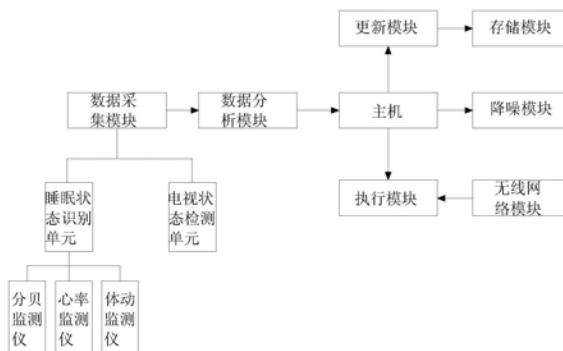 更新模块
存储模块
数据采
集模块
数据分
析模块
主机
降噪模块
睡眠状
态识别
单元
电视状
态检测
单元
执行模块
无线网
络模块
分贝
监测
仪
心率
监测
仪
体动
监测
仪